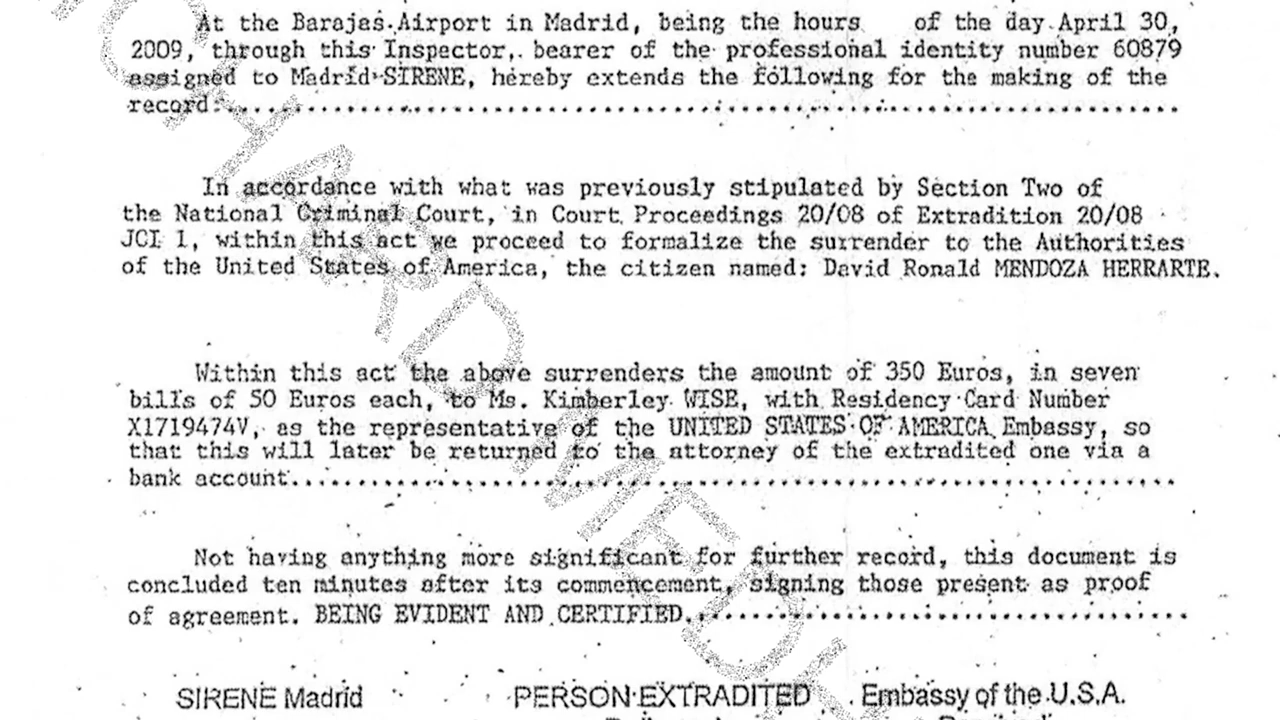 At the Barajas Airport in Madrid, being the hours of the day April 30,
2009, through this Inspector, bearer of the professional identity number 60879
assigned to Madrid SIRENE, hereby extends the following for the making of the
record:
In accordance with what was previously stipulated by Section Two of
the National Criminal Court, in Court Proceedings 20/08 of Extradition 20/08
JCI 1, within this act we proceed to formalize the surrender to the Authorities
of the United States of America, the citizen named: David Ronald MENDOZA HERRARTE.
Within this act the above surrenders the amount of 350 Euros, in seven
bills of 50 Euros each, to Ms. Kimberley WISE, with Residency Card Number
X1719474V, as the representative of the UNITED STATES OF AMERICA Embassy, so
that this will later be returned to the attorney of the extradited one via a
bank account
Not having anything more significant for further record, this document is
concluded ten minutes after its commencement, signing those present as proof
of agreement. BEING EVIDENT AND CERTIFIED.
SIRENE Madrid PERSON EXTRADITED Embassy of the U.S.A.